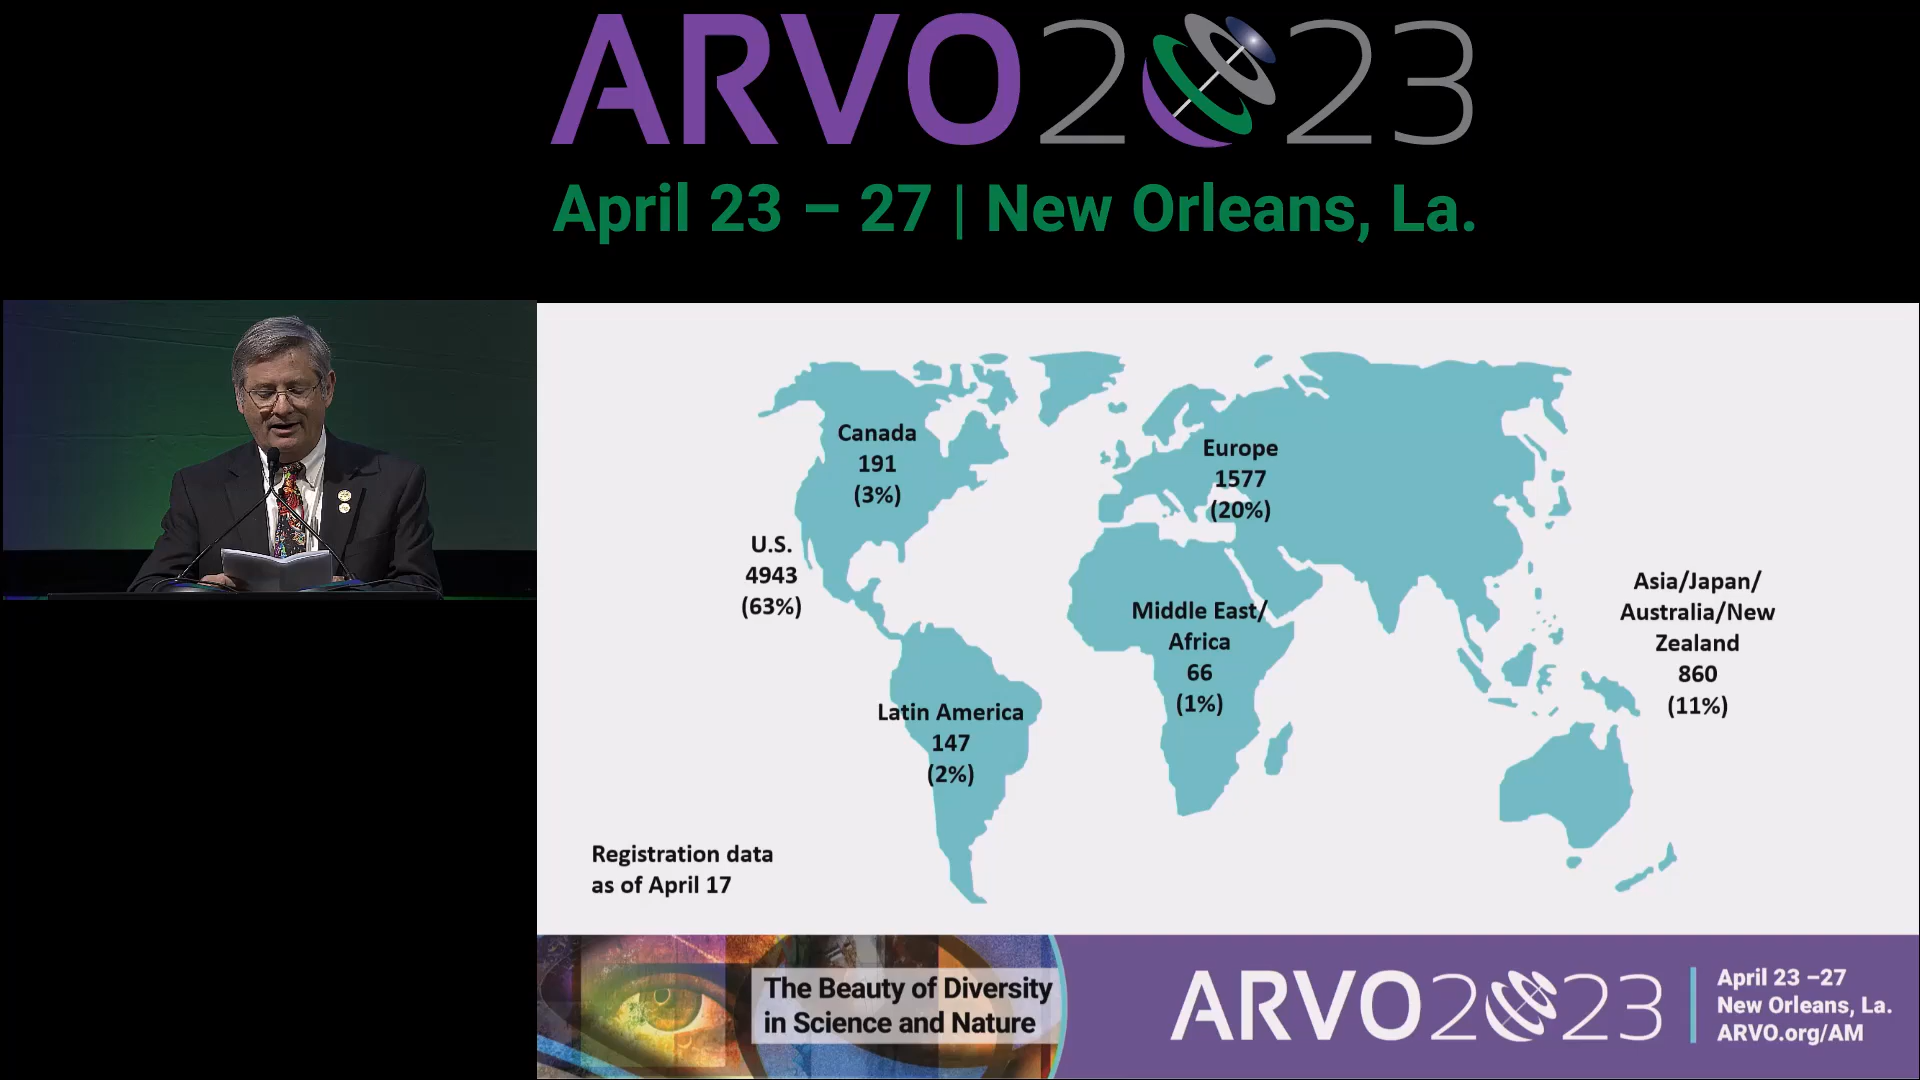 ARVO2023
April 23 – 27 | New Orleans, La.
Canada
191
(3%)
Europe
1577
(20%)
U.S.
4943
(63%)
Asia/Japan/
Australia/New
Zealand
860
(11%)
Middle East/
Africa
66
(1%)
Latin America
147
(2%)
Registration data
as of April 17
The Beauty of Diversity
in Science and Nature
ARVO2023
April 23 –27
New Orleans, La.
ARVO.org/AM